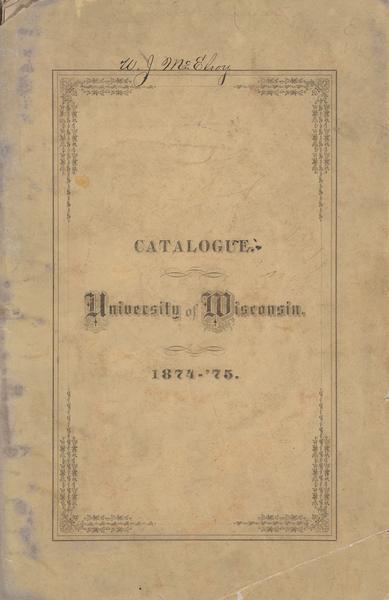 W. J. McElroy
CATALOGUE.
University of Wisconsin.
1874-'75.